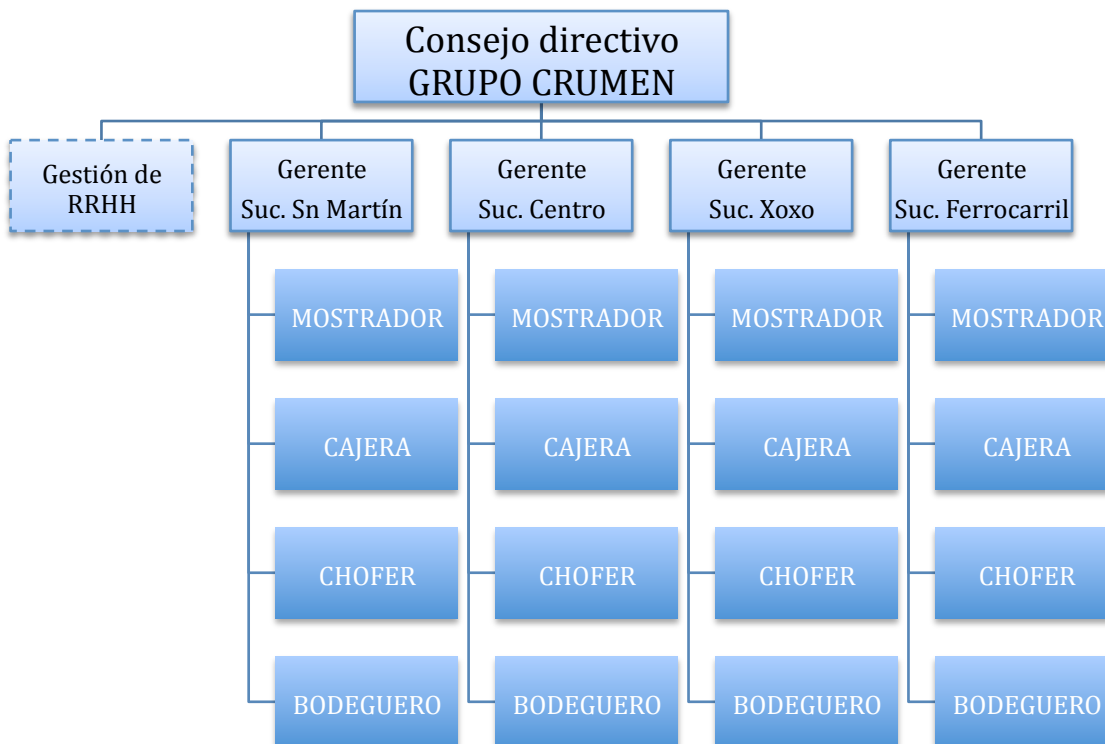 Consejo directivo
GRUPO CRUMEN
Gestión de
RRHH
Gerente
Suc. Sn Martín
Gerente
Suc. Centro
Gerente
Suc. Xoxo
Gerente
Suc. Ferrocarril
MOSTRADOR
MOSTRADOR
MOSTRADOR
MOSTRADOR
CAJERA
CAJERA
CAJERA
CAJERA
CHOFER
CHOFER
CHOFER
CHOFER
BODEGUERO
BODEGUERO
BODEGUERO
BODEGUERO